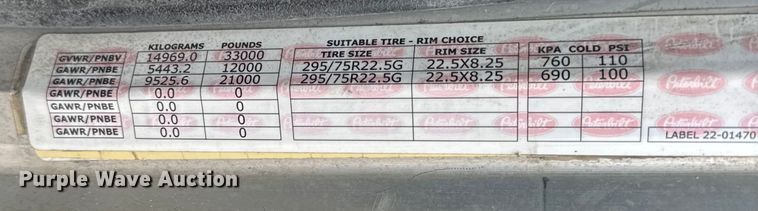 KILOGRAMS POUNDS SUITABLE TIRE - RIM CHOICE
TIRE SIZE RIM SIZE KPA COLD PSI
GVWR/PNBV 14969.0 33000
GAWR/PNBE 5443.2 12000 295/75R22.5G 22.5X8.25 760 110
GAWR/PNBE 9525.6 21000 295/75R22.5G 22.5X8.25 690 100
GAWR/PNBE 0.0 0
GAWR/PNBE 0.0 0
GAWR/PNBE 0.0 0
GAWR/PNBE 0.0 0
Peterbilt
LABEL 22-01470
Purple Wave Auction